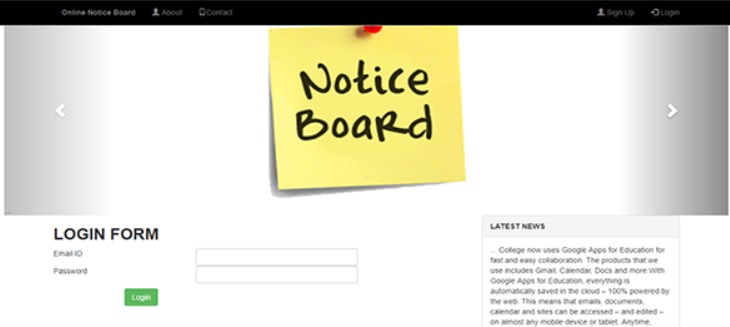 Online Notice Board About Contact Sign Up Login
Notice
Board
LOGIN FORM
Email ID
Password
Login
LATEST NEWS
... College now uses Google Apps for Education for
fast and easy collaboration. The products that we
use includes Gmail, Calendar, Docs and more.With
Google Apps for Education, everything is
automatically saved in the cloud – 100% powered by
the web. This means that emails, documents,
calendar and sites can be accessed – and edited –
on almost any mobile device or tablet. Anytime,